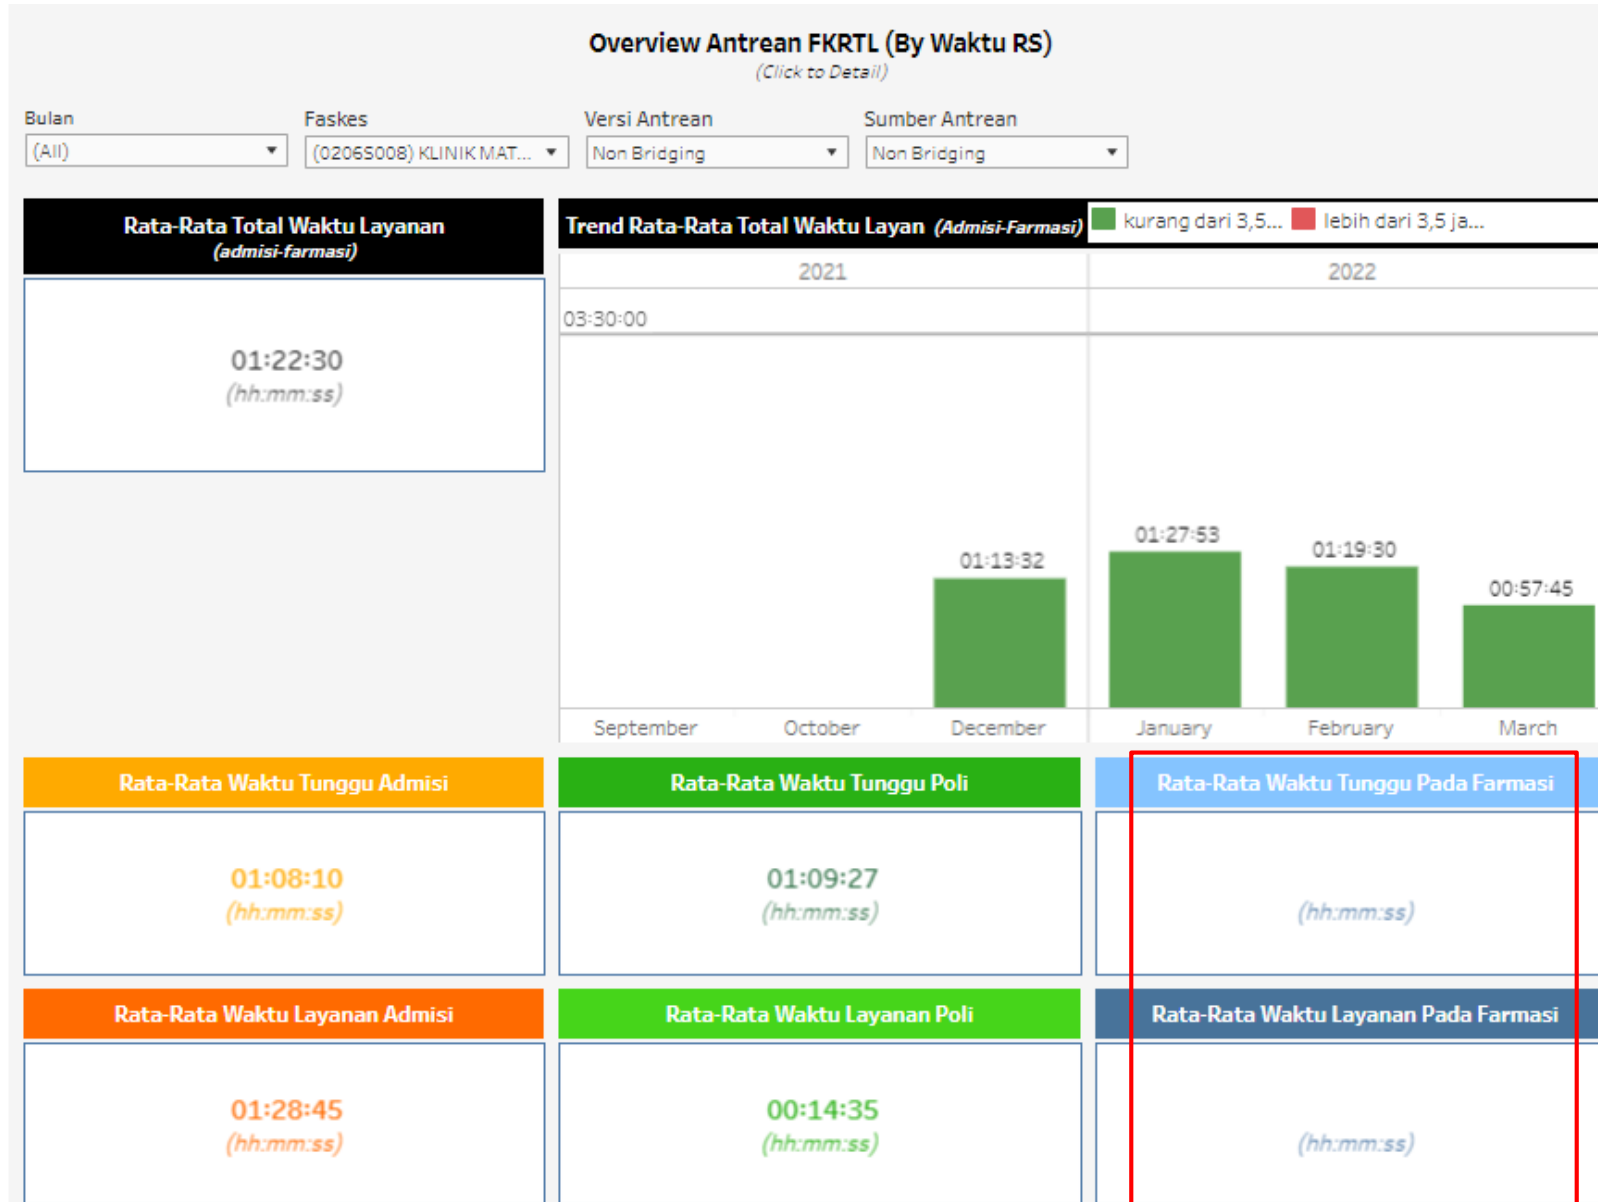 Overview Antrean FKRTL (By Waktu RS)
(Click to Detail)
Bulan
Faskes
Versi Antrean
Sumber Antrean
(All)
(0206S008) KLINIK MAT...
Non Bridging
Non Bridging
Rata-Rata Total Waktu Layanan
(admisi-farmasi)
01:22:30
(hh:mm:ss)
Trend Rata-Rata Total Waktu Layan (Admisi-Farmasi)
kurang dari 3,5...
lebih dari 3,5 ja...
2021
2022
03:30:00
01:13:32
01:27:53
01:19:30
00:57:45
September
October
December
January
February
March
Rata-Rata Waktu Tunggu Admisi
01:08:10
(hh:mm:ss)
Rata-Rata Waktu Tunggu Poli
01:09:27
(hh:mm:ss)
Rata-Rata Waktu Tunggu Pada Farmasi
(hh:mm:ss)
Rata-Rata Waktu Layanan Admisi
01:28:45
(hh:mm:ss)
Rata-Rata Waktu Layanan Poli
00:14:35
(hh:mm:ss)
Rata-Rata Waktu Layanan Pada Farmasi
(hh:mm:ss)